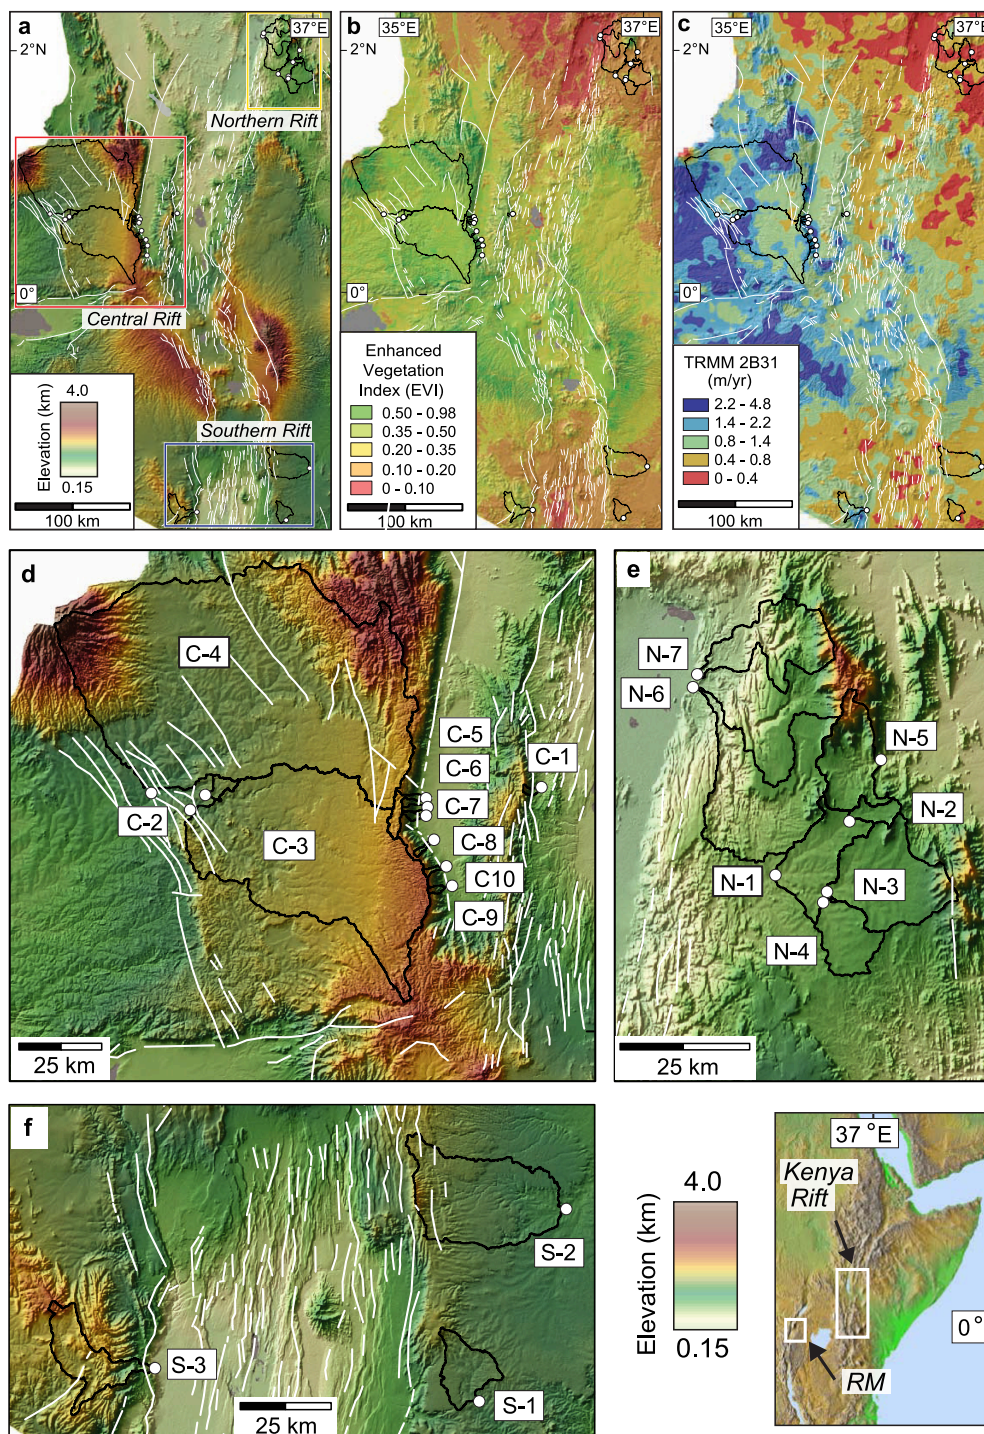 a
37°E
2°N
Northern Rift
0°
Central Rift
Elevation (km)
4.0
0.15
Southern Rift
100 km
b
35°E
37°E
0°
Enhanced
Vegetation
Index (EVI)
0.50 - 0.98
0.35 - 0.50
0.20 - 0.35
0.10 - 0.20
0 - 0.10
100 km
c
35°E
37°E
2°N
0°
TRMM 2B31
(m/yr)
2.2 - 4.8
1.4 - 2.2
0.8 - 1.4
0.4 - 0.8
0 - 0.4
100 km
d
C-4
C-5
C-1
C-6
C-7
C-2
C-3
C-8
C10
C-9
25 km
e
N-7
N-6
N-5
N-2
N-1
N-3
N-4
25 km
f
S-2
S-3
S-1
25 km
Elevation (km)
4.0
0.15
37 °E
Kenya
Rift
0°
RM